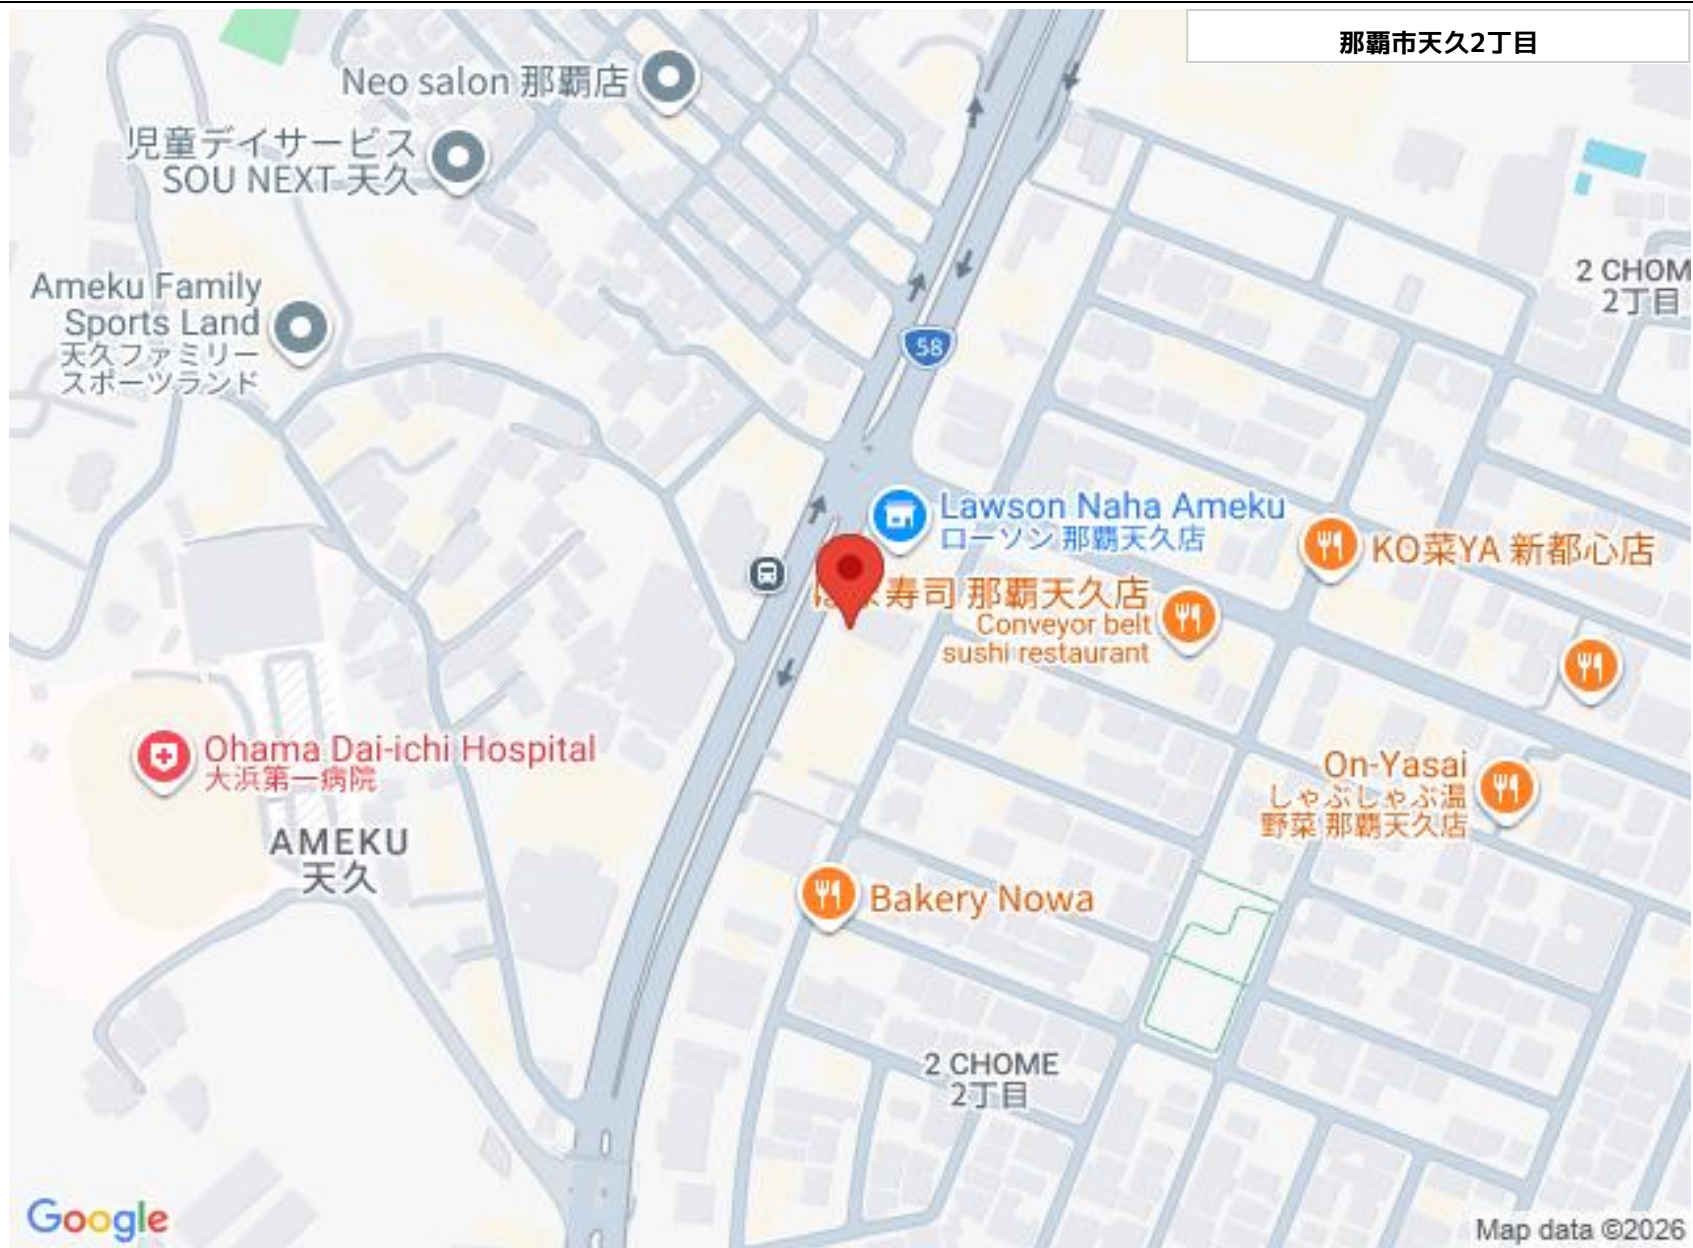 那覇市天久2丁目
Neo salon 那覇店
児童デイサービス
SOU NEXT 天久
2 CHOM
2丁目
Ameku Family
Sports Land
天久ファミリー
スポーツランド
58
Lawson Naha Ameku
ローソン 那覇天久店
KO菜YA 新都心店
寿司 那覇天久店
Conveyor belt
sushi restaurant
Ohama Dai-ichi Hospital
大浜第一病院
On-Yasai
しゃぶしゃぶ温
野菜 那覇天久店
AMEKU
天久
Bakery Nowa
2 CHOME
2丁目
Google
Map data ©2026